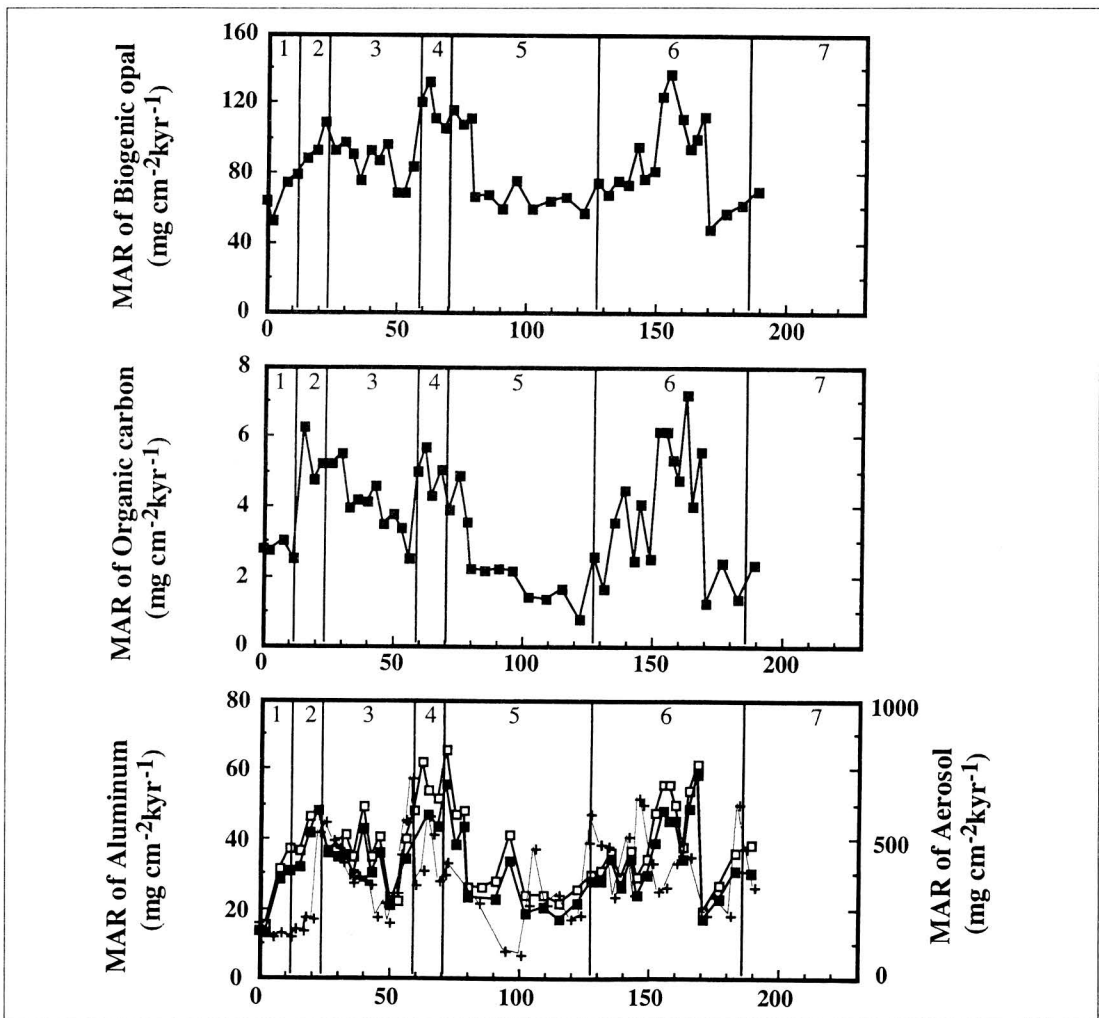 MAR of Biogenic opal
(mg cm-2kyr-1)
160
120
80
40
0
1 2 3 4 5 6 7
0 50 100 150 200
MAR of Organic carbon
(mg cm-2kyr-1)
8
6
4
2
0
1 2 3 4 5 6 7
0 50 100 150 200
MAR of Aluminum
(mg cm-2kyr-1)
80
60
40
20
0
1 2 3 4 5 6 7
0 50 100 150 200
1000
500
0
MAR of Aerosol
(mg cm-2kyr-1)